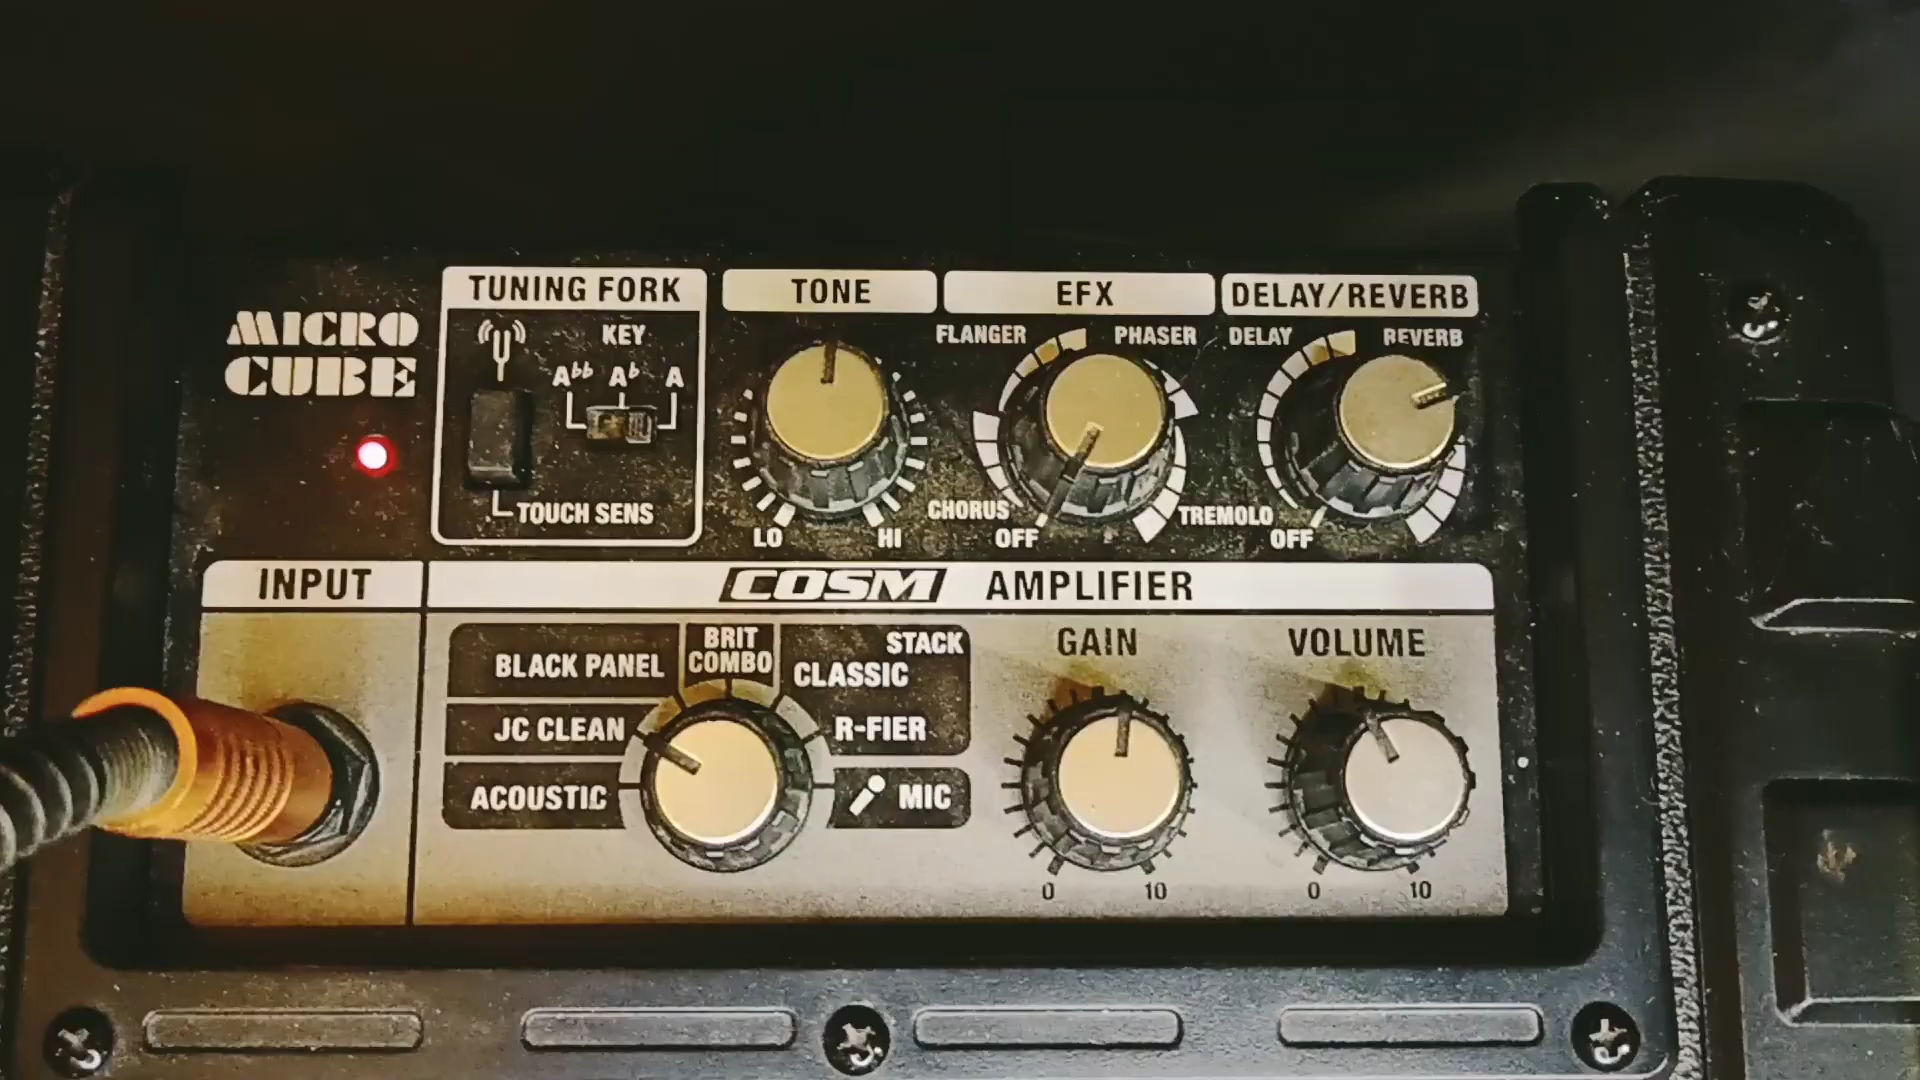 MICRO
CUBE
TUNING FORK
KEY
A♭♭ A♭ A
TOUCH SENS
TONE
LO HI
EFX
FLANGER PHASER
CHORUS TREMOLO
OFF
DELAY/REVERB
DELAY REVERB
OFF
INPUT
COSM AMPLIFIER
BLACK PANEL
BRIT
COMBO
STACK
CLASSIC
JC CLEAN
R-FIER
ACOUSTIC
MIC
GAIN
0 10
VOLUME
0 10